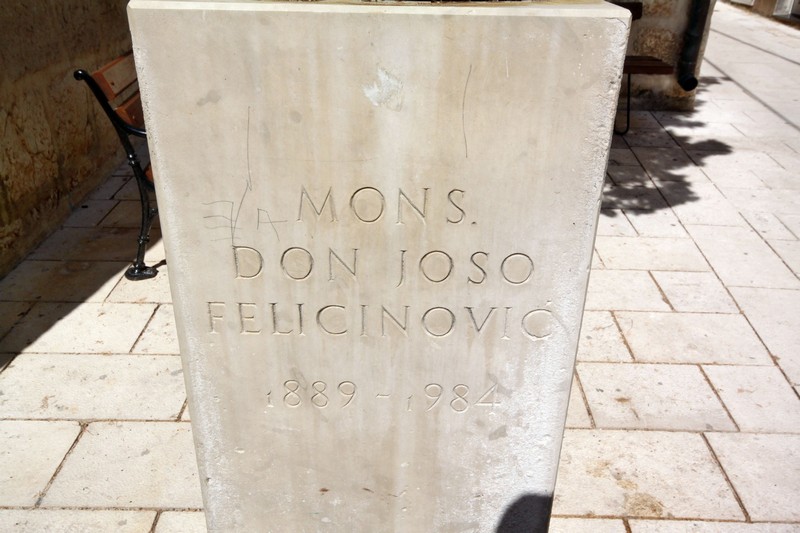 MONS.
DON JOSO
FELICINOVIĆ
1889 - 1984